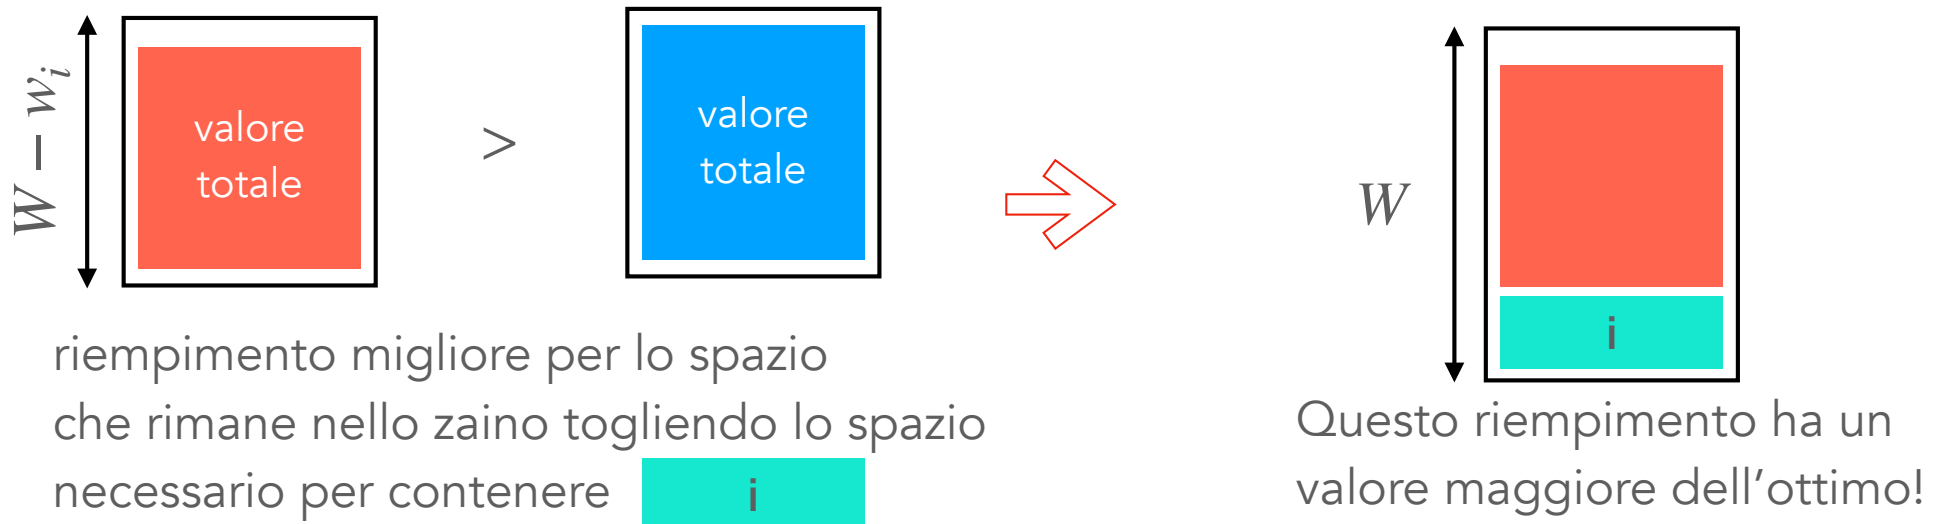 W − wᵢ
valore
totale
>
valore
totale
W
i
riempimento migliore per lo spazio
che rimane nello zaino togliendo lo spazio
necessario per contenere i
Questo riempimento ha un
valore maggiore dell’ottimo!